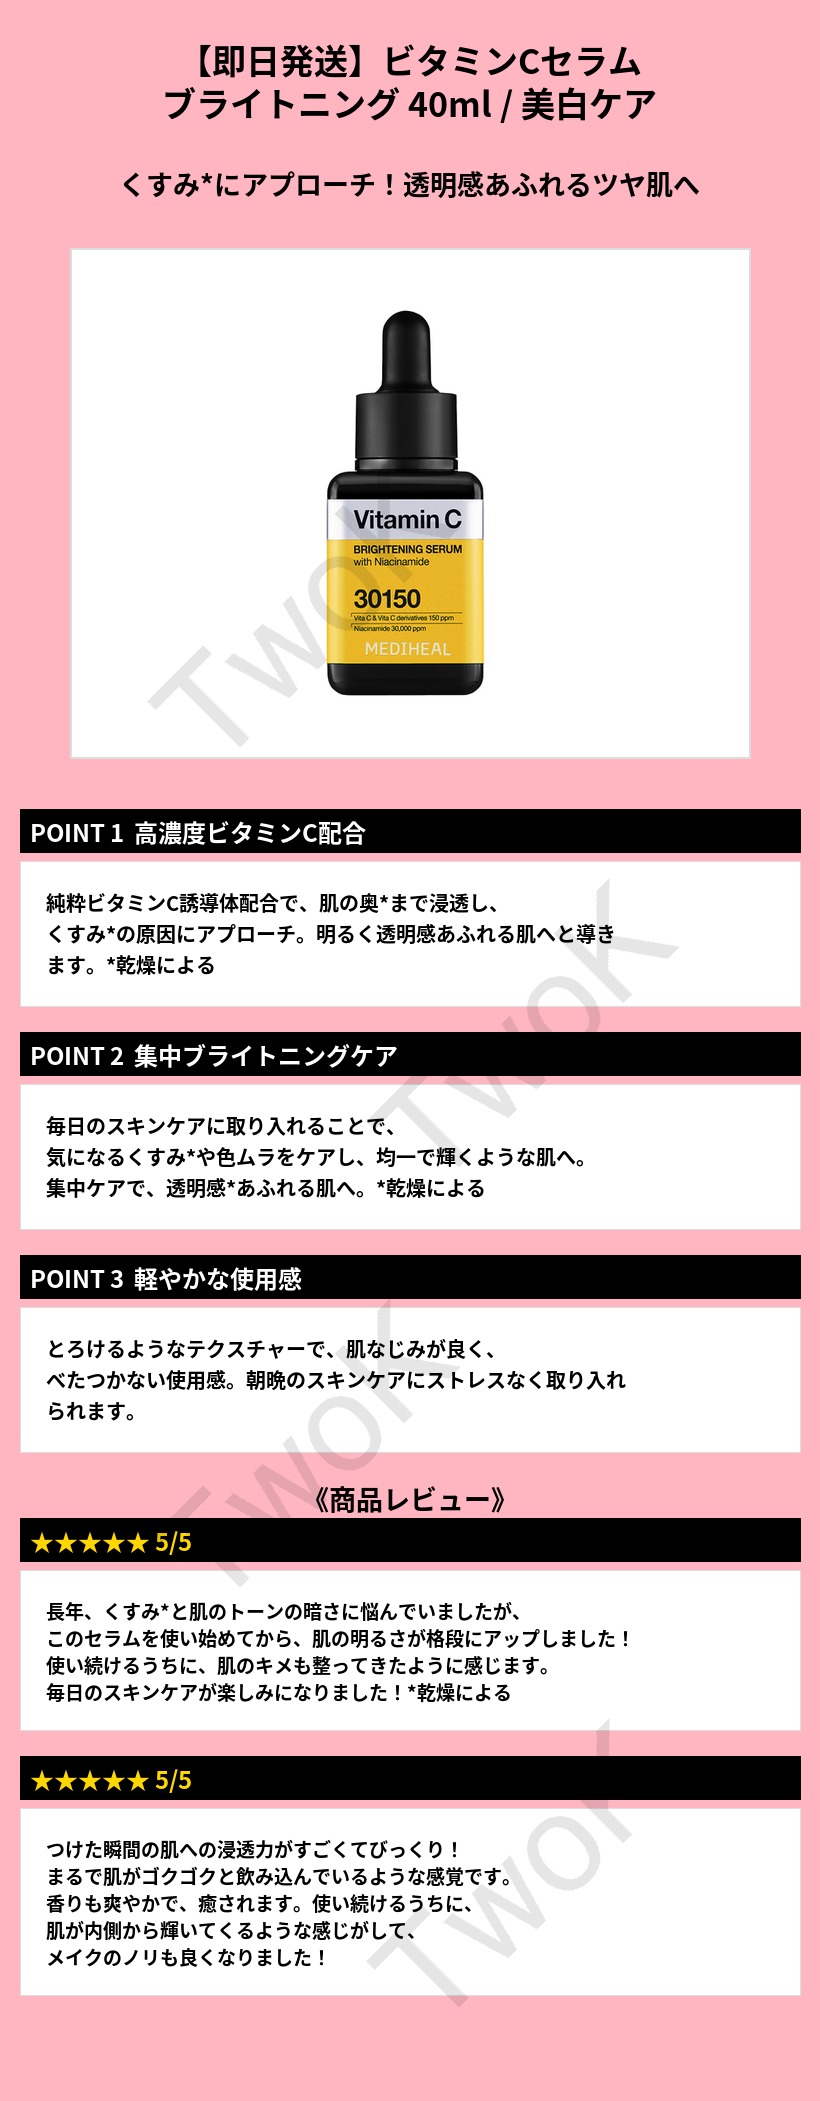 【即日発送】ビタミンCセラム
ブライトニング 40ml / 美白ケア
くすみ*にアプローチ！透明感あふれるツヤ肌へ
Vitamin C
BRIGHTENING SERUM
with Niacinamide
30150
Vita C & Vita C derivatives 150 ppm
Niacinamide 30,000 ppm
MEDIHEAL
TwoK
POINT 1 高濃度ビタミンC配合
純粋ビタミンC誘導体配合で、肌の奥*まで浸透し、
くすみ*の原因にアプローチ。明るく透明感あふれる肌へと導き
ます。*乾燥による
TwoK
POINT 2 集中ブライトニングケア
毎日のスキンケアに取り入れることで、
気になるくすみ*や色ムラをケアし、均一で輝くような肌へ。
集中ケアで、透明感*あふれる肌へ。*乾燥による
POINT 3 軽やかな使用感
とろけるようなテクスチャーで、肌なじみが良く、
べたつかない使用感。朝晩のスキンケアにストレスなく取り入れ
られます。
TwoK
《商品レビュー》
★★★★★ 5/5
長年、くすみ*と肌のトーンの暗さに悩んでいましたが、
このセラムを使い始めてから、肌の明るさが格段にアップしました！
使い続けるうちに、肌のキメも整ってきたように感じます。
毎日のスキンケアが楽しみになりました！*乾燥による
★★★★★ 5/5
つけた瞬間の肌への浸透力がすごくてびっくり！
まるで肌がゴクゴクと飲み込んでいるような感覚です。
香りも爽やかで、癒されます。使い続けるうちに、
肌が内側から輝いてくるような感じがして、
メイクのノリも良くなりました！
TwoK